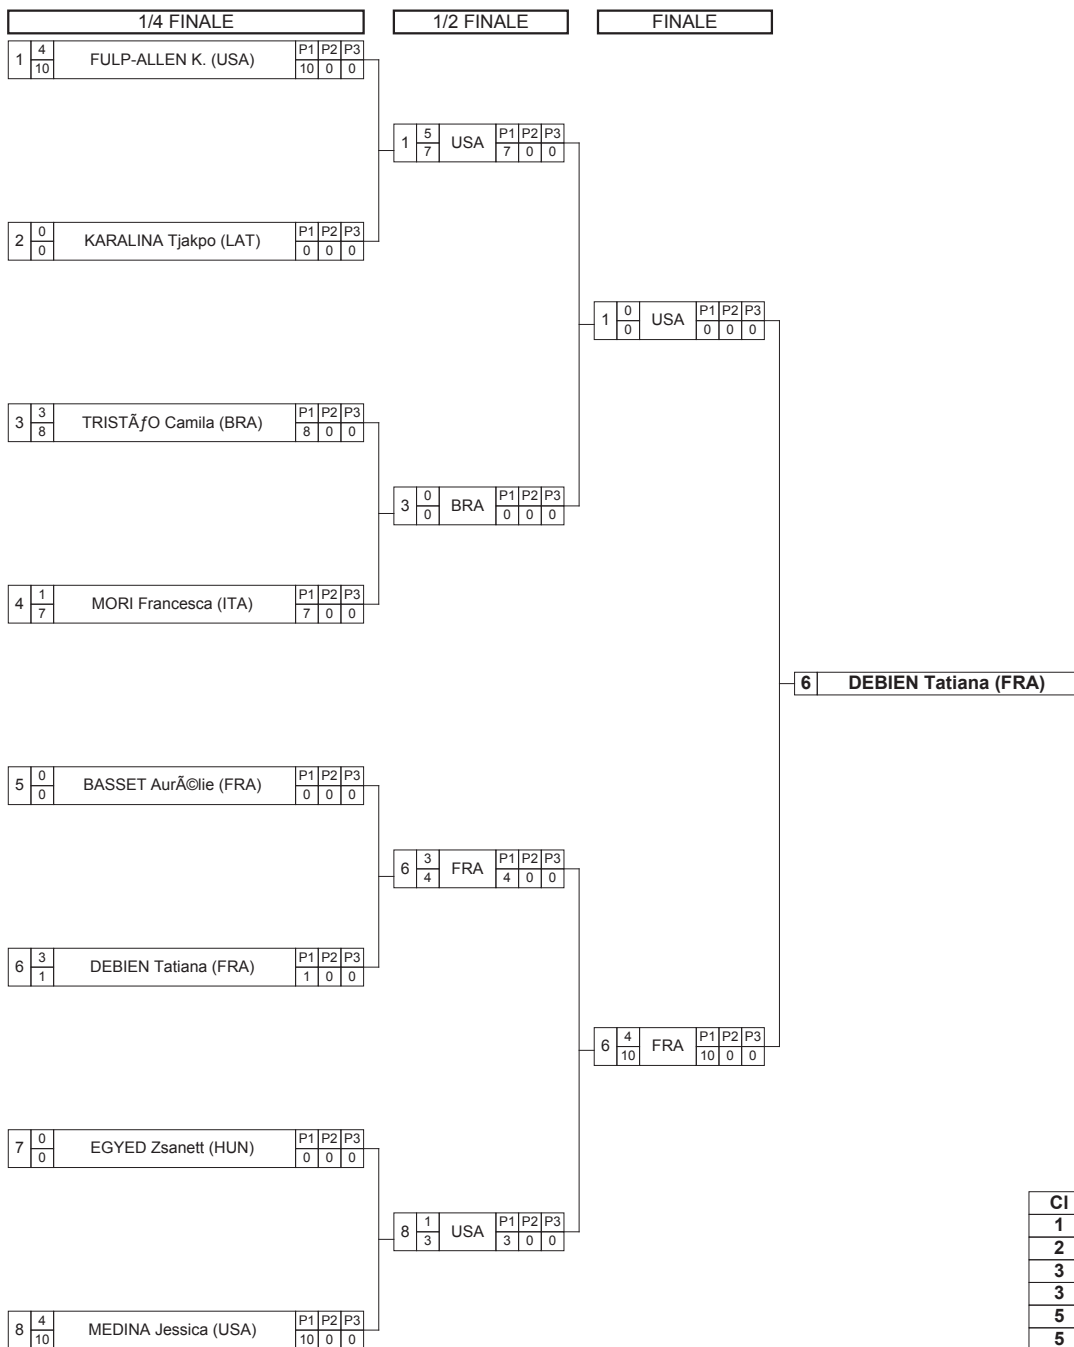 1/4 FINALE 1/2 FINALE FINALE
1 4 10 FULP-ALLEN K. (USA) P1 P2 P3 10 0 0
1 5 7 USA P1 P2 P3 7 0 0
2 0 0 KARALINA Tjakpo (LAT) P1 P2 P3 0 0 0
1 0 0 USA P1 P2 P3 0 0 0
3 3 8 TRISTÃƒO Camila (BRA) P1 P2 P3 8 0 0
3 0 0 BRA P1 P2 P3 0 0 0
4 1 7 MORI Francesca (ITA) P1 P2 P3 7 0 0
6 DEBIEN Tatiana (FRA)
5 0 0 BASSET AurÃ©lie (FRA) P1 P2 P3 0 0 0
6 3 4 FRA P1 P2 P3 4 0 0
6 3 1 DEBIEN Tatiana (FRA) P1 P2 P3 1 0 0
6 4 10 FRA P1 P2 P3 10 0 0
7 0 0 EGYED Zsanett (HUN) P1 P2 P3 0 0 0
8 1 3 USA P1 P2 P3 3 0 0
8 4 10 MEDINA Jessica (USA) P1 P2 P3 10 0 0
Cl
1
2
3
3
5
5